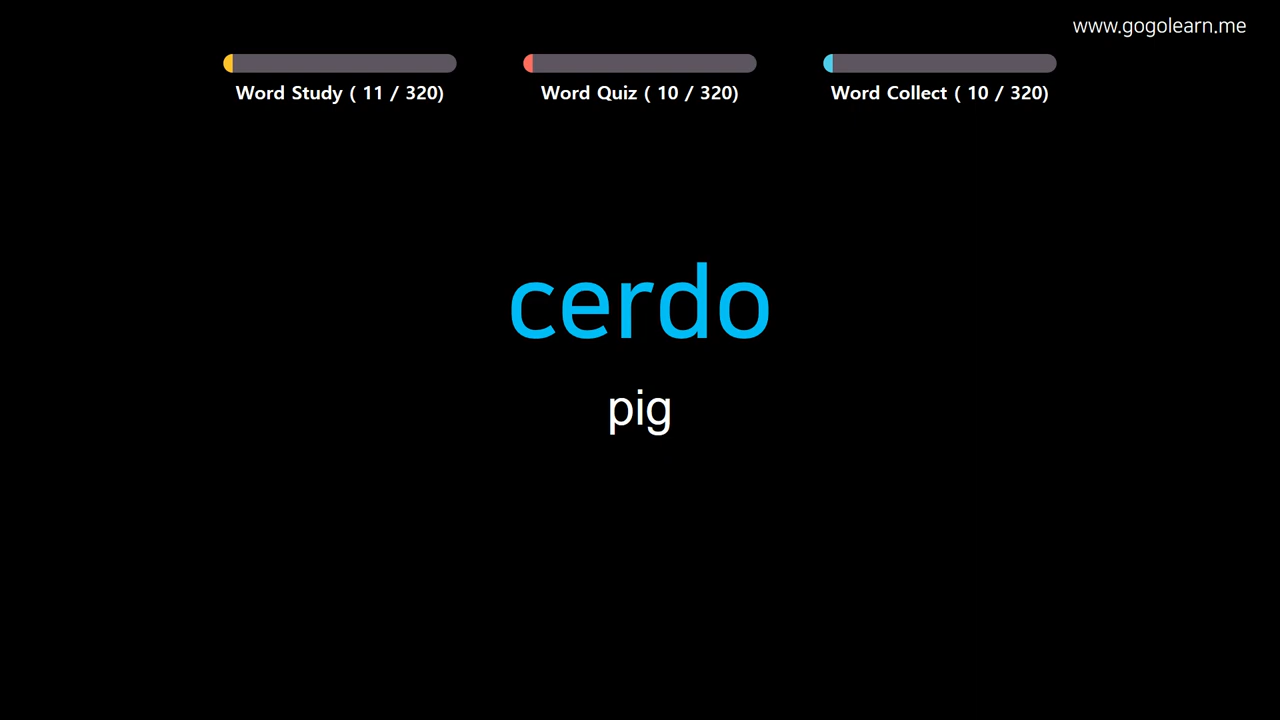 www.gogolearn.me
Word Study ( 11 / 320)
Word Quiz ( 10 / 320)
Word Collect ( 10 / 320)
cerdo
pig